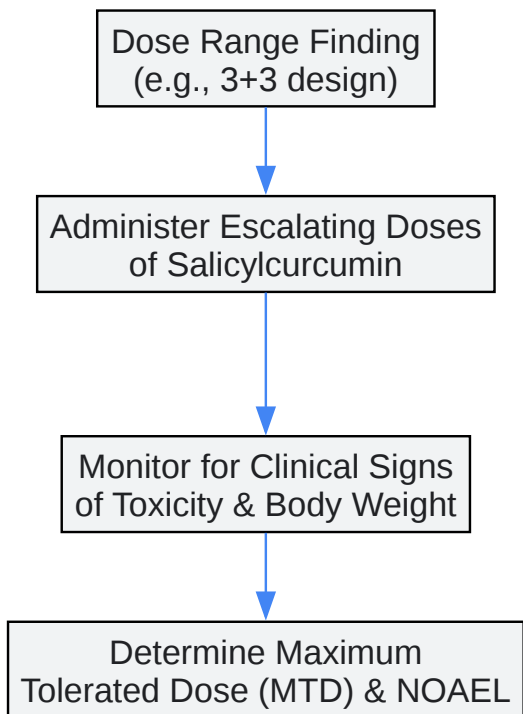 Dose Range Finding
(e.g., 3+3 design)
Administer Escalating Doses
of Salicylcurcumin
Monitor for Clinical Signs
of Toxicity & Body Weight
Determine Maximum
Tolerated Dose (MTD) & NOAEL